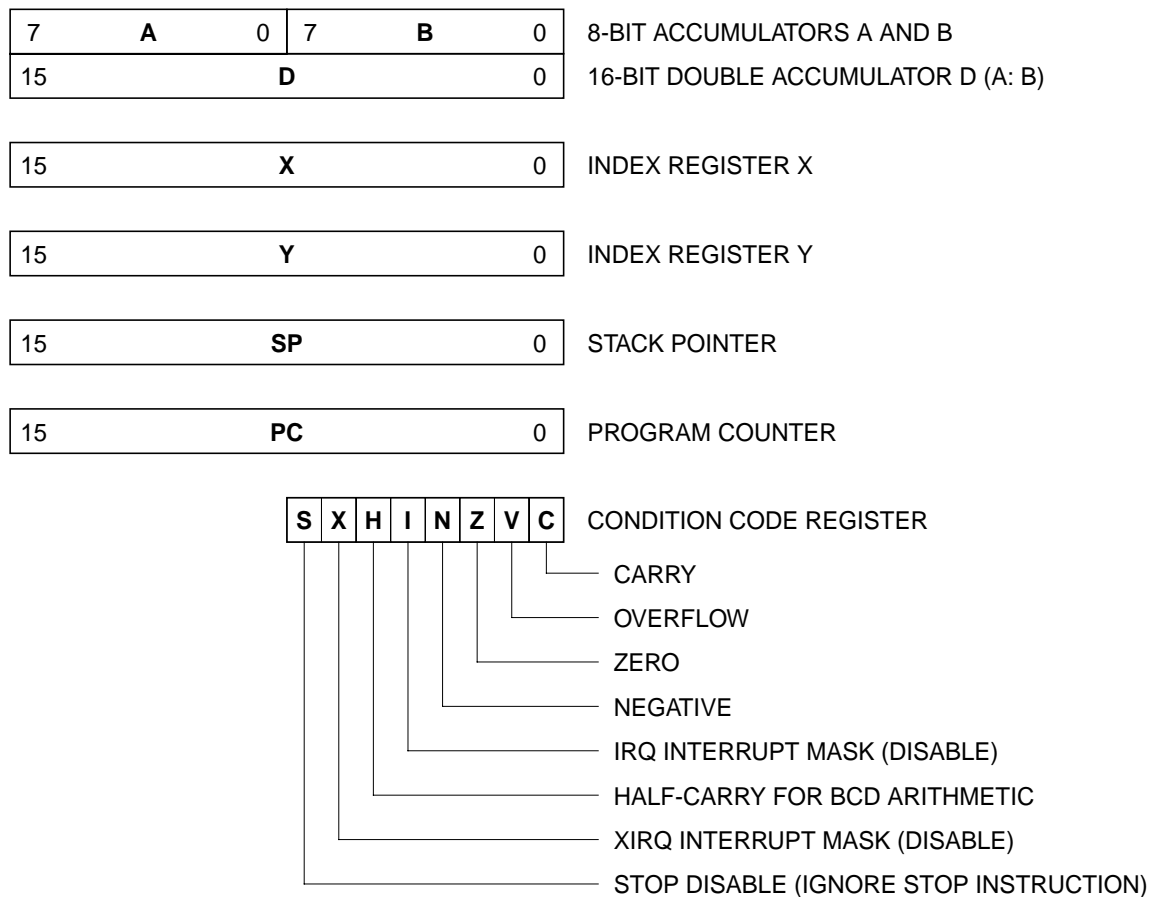 7 A 0 7 B 0 8-BIT ACCUMULATORS A AND B
15 D 0 16-BIT DOUBLE ACCUMULATOR D (A: B)
15 X 0 INDEX REGISTER X
15 Y 0 INDEX REGISTER Y
15 SP 0 STACK POINTER
15 PC 0 PROGRAM COUNTER
S X H I N Z V C CONDITION CODE REGISTER
CARRY
OVERFLOW
ZERO
NEGATIVE
IRQ INTERRUPT MASK (DISABLE)
HALF-CARRY FOR BCD ARITHMETIC
XIRQ INTERRUPT MASK (DISABLE)
STOP DISABLE (IGNORE STOP INSTRUCTION)